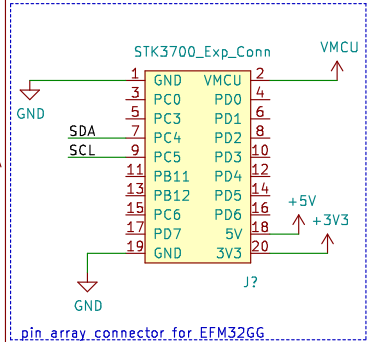 VMCU
STK3700_Exp_Conn
1 GND VMCU 2
3 PC0 PD0 4
GND
5 PC3 PD1 6
SDA 7 PC4 PD2 8
SCL 9 PC5 PD3 10
11 PB11 PD4 12
13 PB12 PD5 14
15 PC6 PD6 16
+5V
17 PD7 5V 18
+3V3
19 GND 3V3 20
J?
GND
pin array connector for EFM32GG